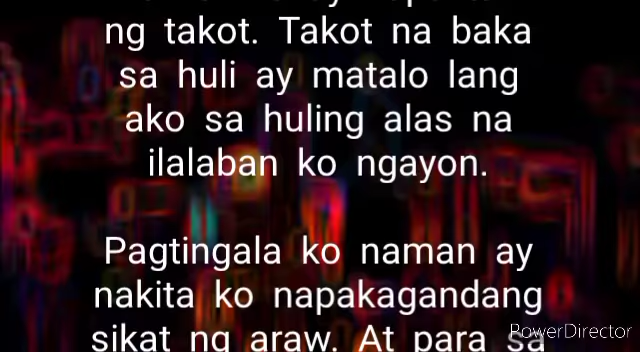 ng takot. Takot na baka
sa huli ay matalo lang
ako sa huling alas na
ilalaban ko ngayon.
Pagtingala ko naman ay
nakita ko napakagandang
sikat ng araw. At para sa
PowerDirector